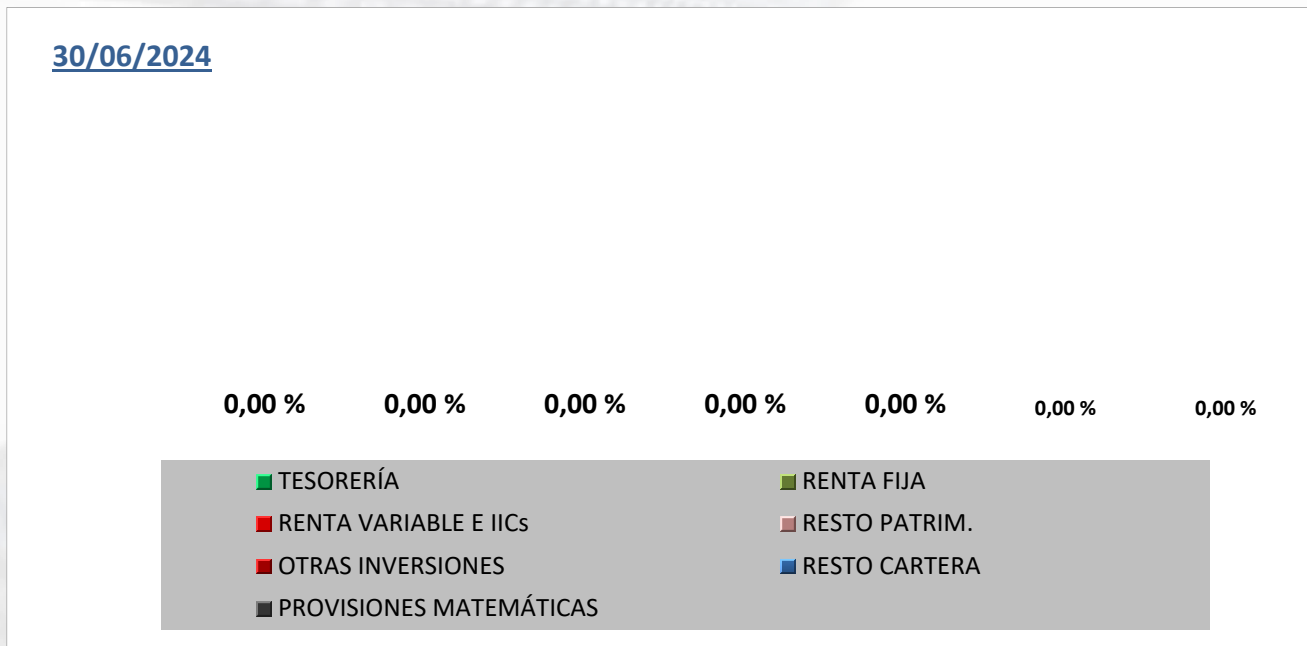 30/06/2024
0,00 % 0,00 % 0,00 % 0,00 % 0,00 % 0,00 % 0,00 %
TESORERÍA RENTA FIJA
RENTA VARIABLE E IICs RESTO PATRIM.
OTRAS INVERSIONES RESTO CARTERA
PROVISIONES MATEMÁTICAS